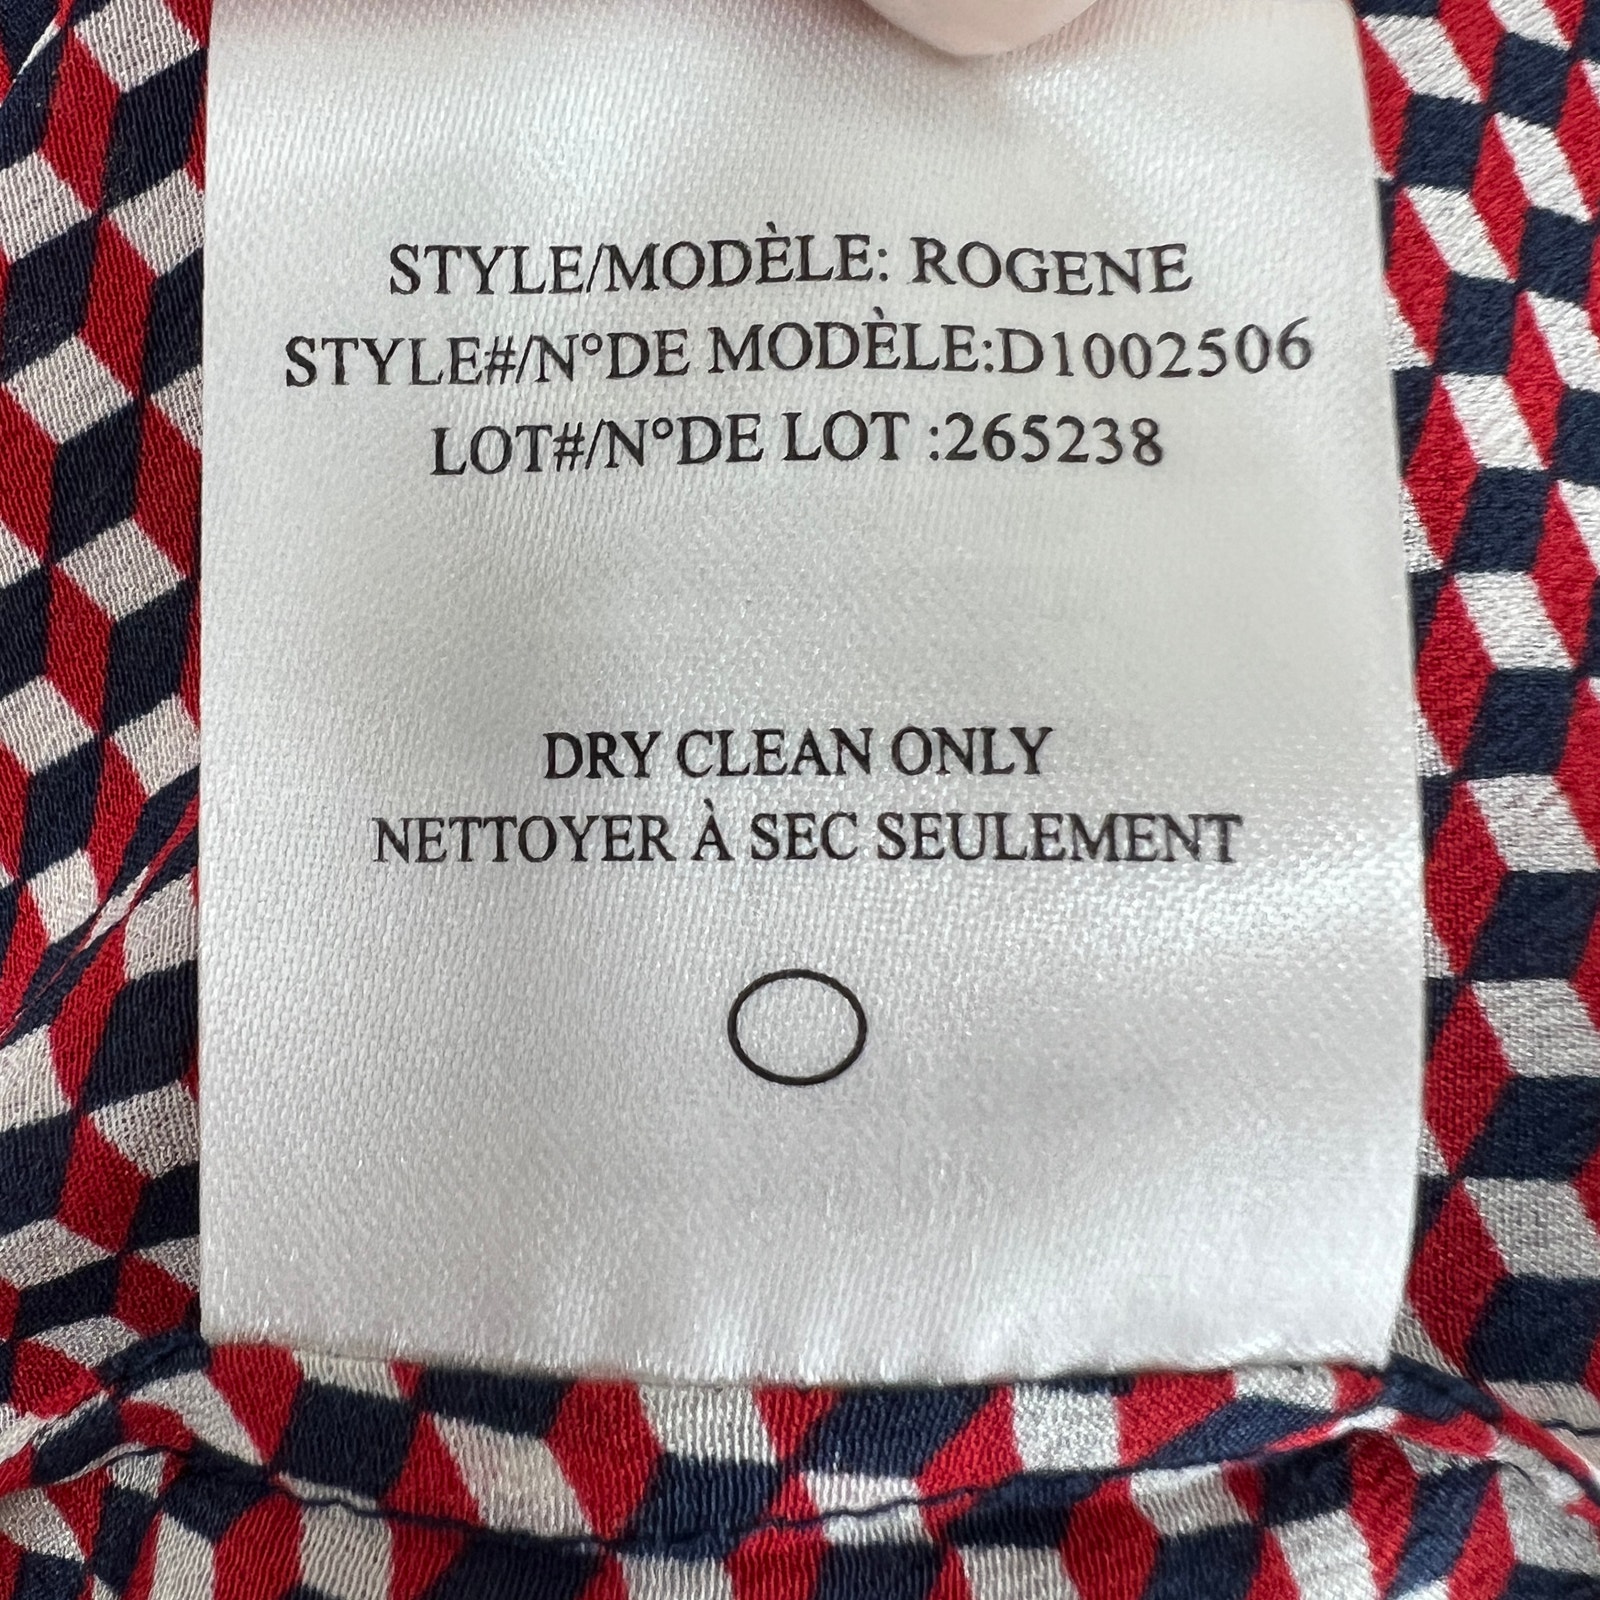 STYLE/MODÈLE: ROGENE
STYLE#/N°DE MODÈLE:D1002506
LOT#/N°DE LOT :265238
DRY CLEAN ONLY
NETTOYER À SEC SEULEMENT